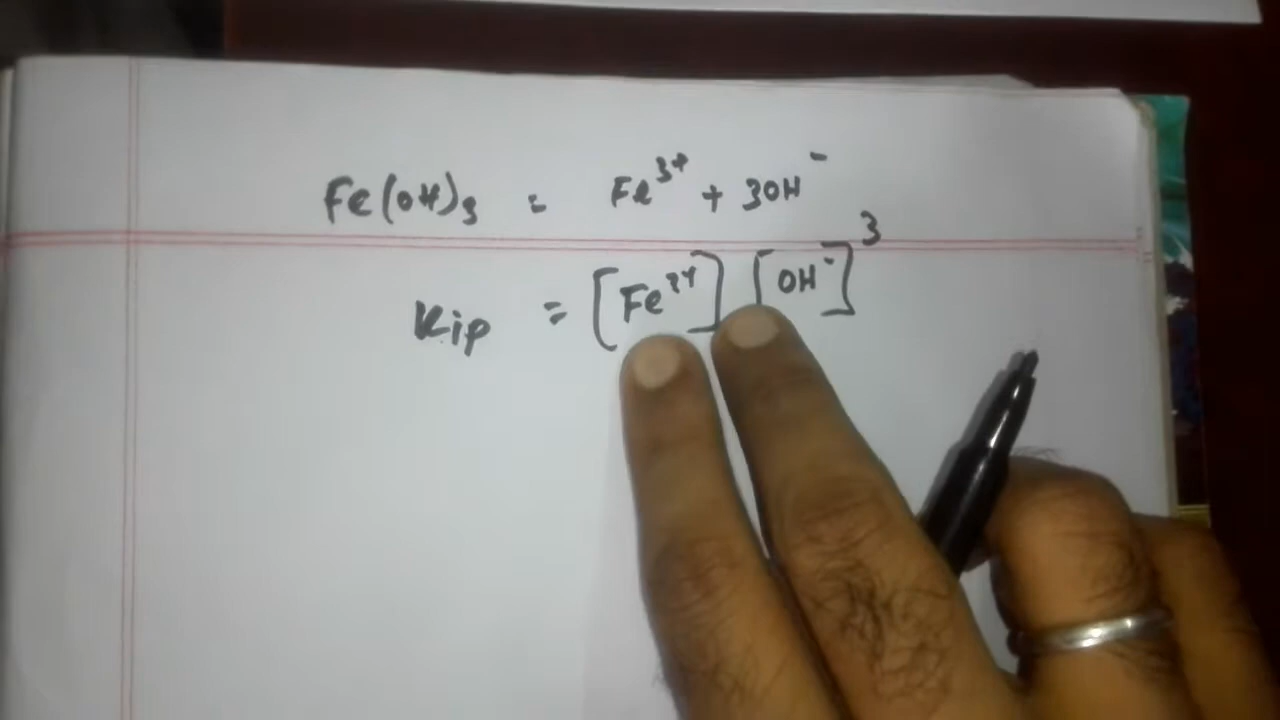 Fe(OH)₃ = Fe³⁺ + 3OH⁻
Kip = [Fe³⁺] [OH⁻]³